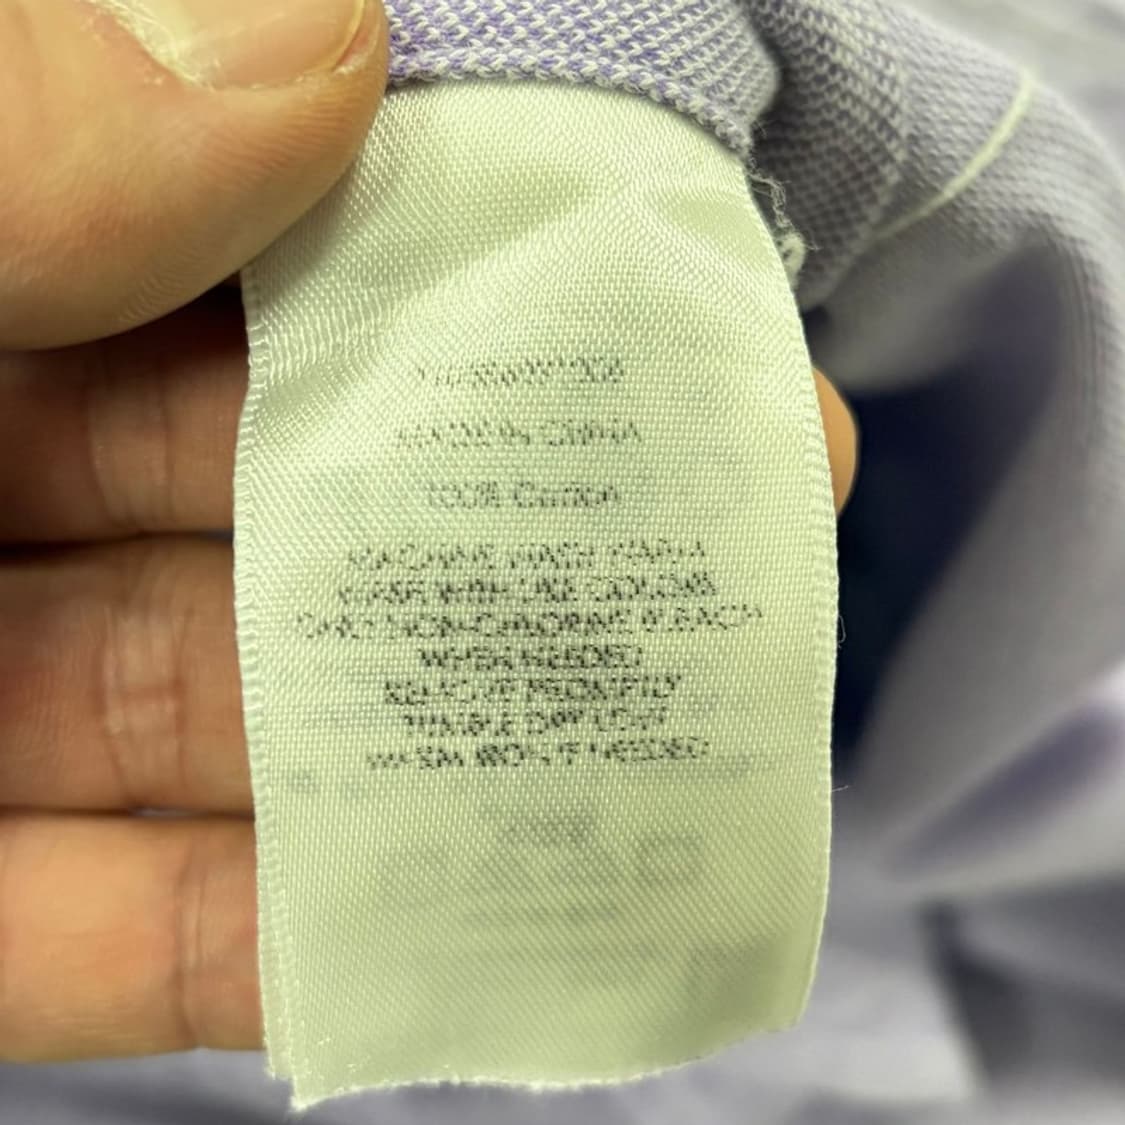 MADE IN CHINA
100% Cotton
MACHINE WASH WARM
WASH WITH LIKE COLORS
ONLY NON-CHLORINE BLEACH
WHEN NEEDED
REMOVE PROMPTLY
TUMBLE DRY LOW
WARM IRON IF NEEDED